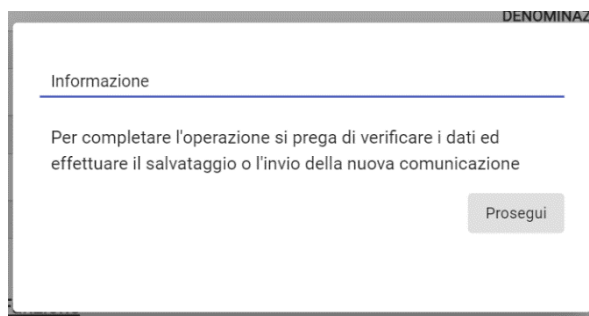 DENOMINAZ
Informazione
Per completare l'operazione si prega di verificare i dati ed
effettuare il salvataggio o l'invio della nuova comunicazione
Prosegui